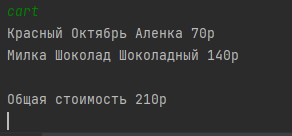 cart
Красный Октябрь Аленка 70р
Милка Шоколад Шоколадный 140р
Общая стоимость 210р